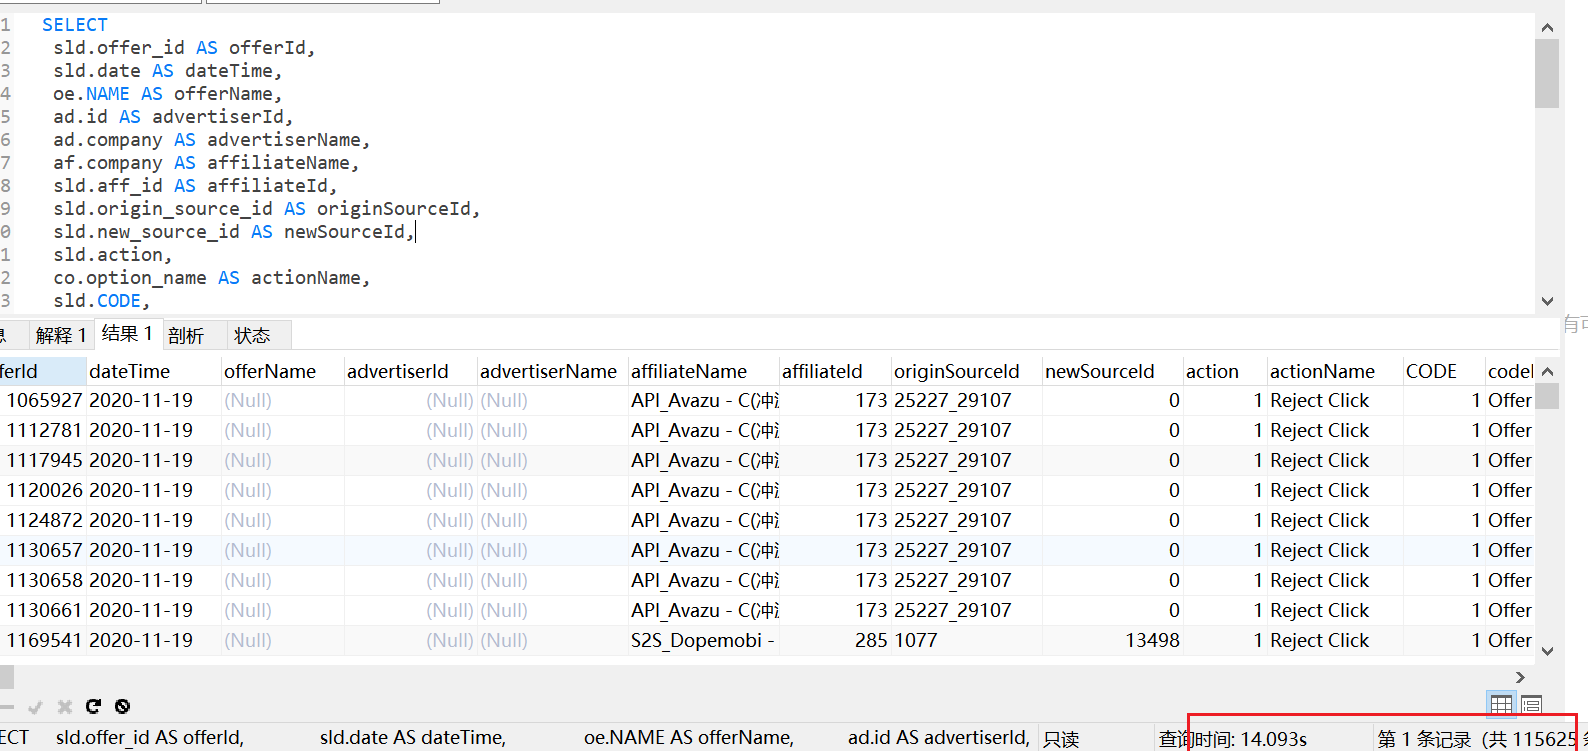 1 SELECT
2 sld.offer_id AS offerId,
3 sld.date AS dateTime,
4 oe.NAME AS offerName,
5 ad.id AS advertiserId,
6 ad.company AS advertiserName,
7 af.company AS affiliateName,
8 sld.aff_id AS affiliateId,
9 sld.origin_source_id AS originSourceId,
0 sld.new_source_id AS newSourceId,
1 sld.action,
2 co.option_name AS actionName,
3 sld.CODE,
息 解释 1 结果 1 剖析 状态
有可
ferId dateTime offerName advertiserId advertiserName affiliateName affiliateId originSourceId newSourceId action actionName CODE
1065927 2020-11-19 (Null) (Null) (Null) API_Avazu - C(冲 173 25227_29107 0 1 Reject Click 1 Offer
1112781 2020-11-19 (Null) (Null) (Null) API_Avazu - C(冲 173 25227_29107 0 1 Reject Click 1 Offer
1117945 2020-11-19 (Null) (Null) (Null) API_Avazu - C(冲 173 25227_29107 0 1 Reject Click 1 Offer
1120026 2020-11-19 (Null) (Null) (Null) API_Avazu - C(冲 173 25227_29107 0 1 Reject Click 1 Offer
1124872 2020-11-19 (Null) (Null) (Null) API_Avazu - C(冲 173 25227_29107 0 1 Reject Click 1 Offer
1130657 2020-11-19 (Null) (Null) (Null) API_Avazu - C(冲 173 25227_29107 0 1 Reject Click 1 Offer
1130658 2020-11-19 (Null) (Null) (Null) API_Avazu - C(冲 173 25227_29107 0 1 Reject Click 1 Offer
1130661 2020-11-19 (Null) (Null) (Null) API_Avazu - C(冲 173 25227_29107 0 1 Reject Click 1 Offer
1169541 2020-11-19 (Null) (Null) (Null) S2S_Dopemobi - 285 1077 13498 1 Reject Click 1 Offer
ECT sld.offer_id AS offerId, sld.date AS dateTime, oe.NAME AS offerName, ad.id AS advertiserId, 只读 查询时间: 14.093s 第 1 条记录 (共 115625 条